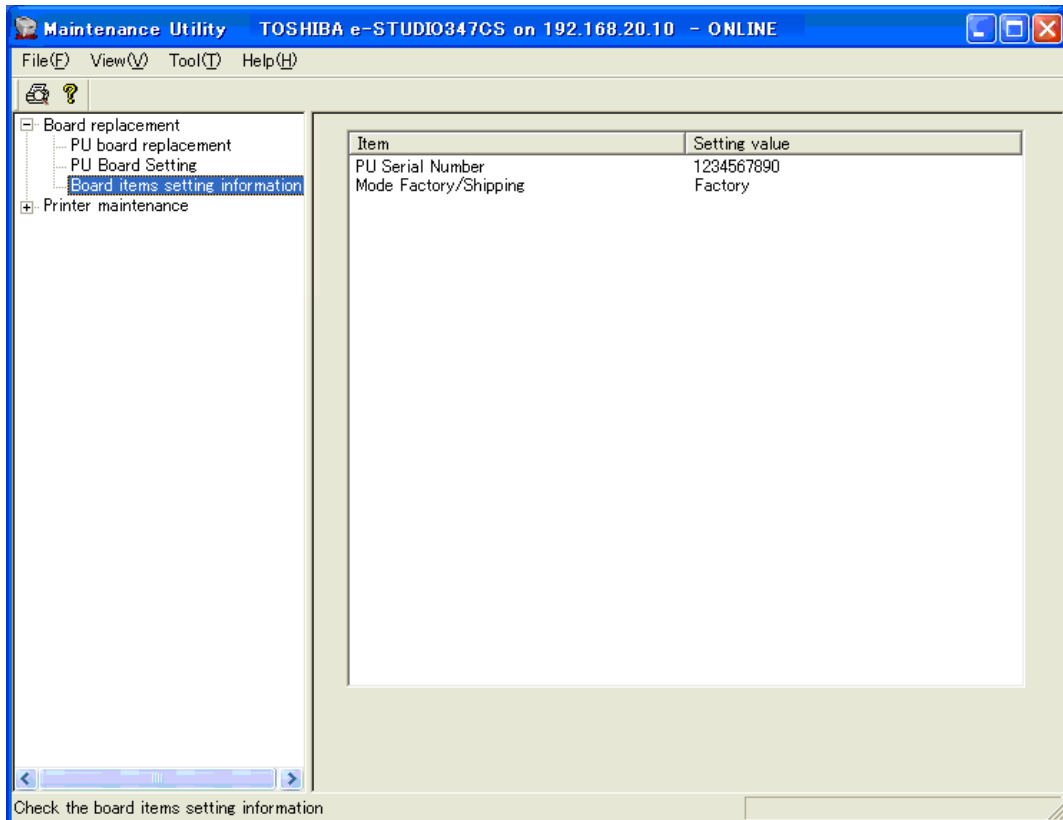 Maintenance Utility TOSHIBA e-STUDIO347CS on 192.168.20.10 - ONLINE
File(F) View(V) Tool(T) Help(H)
Board replacement
PU board replacement
PU Board Setting
Board items setting information
Printer maintenance
Item Setting value
PU Serial Number 1234567890
Mode Factory/Shipping Factory
Check the board items setting information